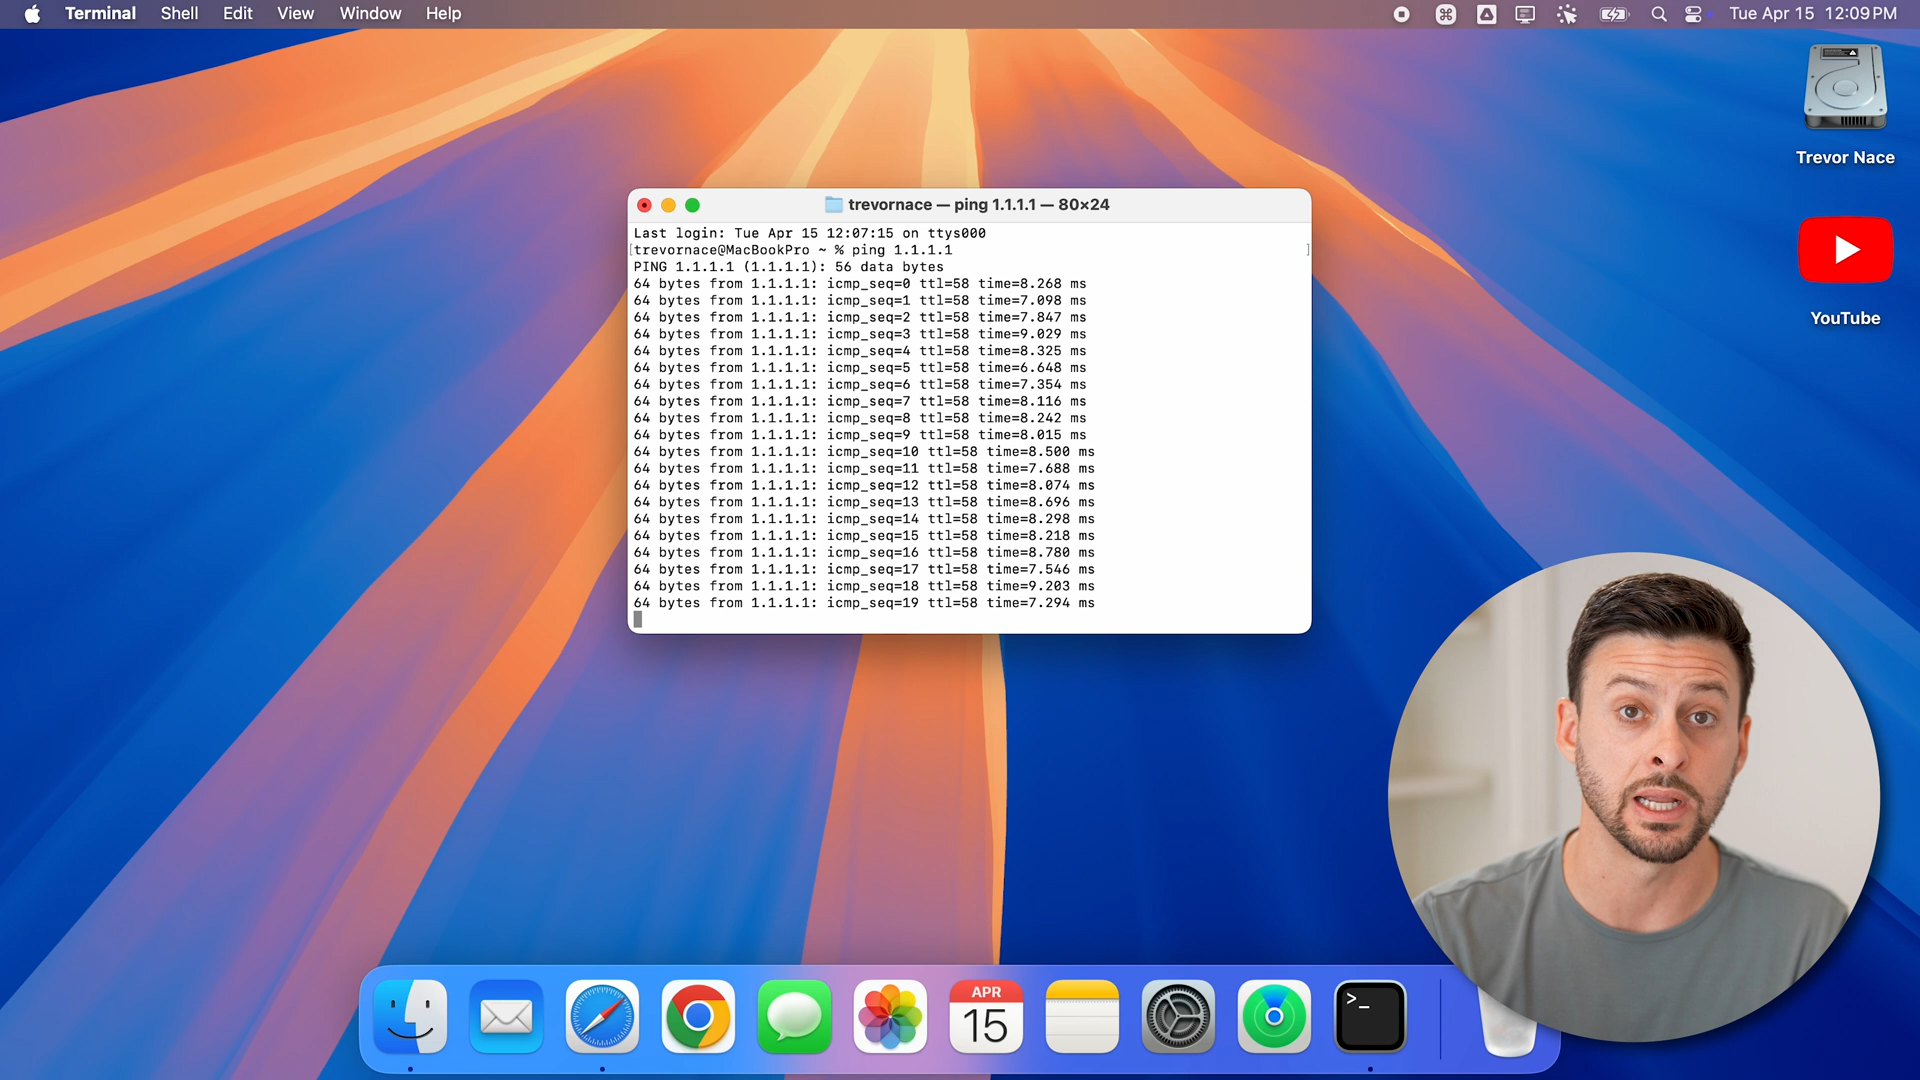 Terminal Shell Edit View Window Help
Tue Apr 15 12:09 PM
Trevor Nace
YouTube
trevornace — ping 1.1.1.1 — 80×24
Last login: Tue Apr 15 12:07:15 on ttys000
[trevornace@MacBookPro ~ % ping 1.1.1.1 ]
PING 1.1.1.1 (1.1.1.1): 56 data bytes
64 bytes from 1.1.1.1: icmp_seq=0 ttl=58 time=8.268 ms
64 bytes from 1.1.1.1: icmp_seq=1 ttl=58 time=7.098 ms
64 bytes from 1.1.1.1: icmp_seq=2 ttl=58 time=7.847 ms
64 bytes from 1.1.1.1: icmp_seq=3 ttl=58 time=9.029 ms
64 bytes from 1.1.1.1: icmp_seq=4 ttl=58 time=8.325 ms
64 bytes from 1.1.1.1: icmp_seq=5 ttl=58 time=6.648 ms
64 bytes from 1.1.1.1: icmp_seq=6 ttl=58 time=7.354 ms
64 bytes from 1.1.1.1: icmp_seq=7 ttl=58 time=8.116 ms
64 bytes from 1.1.1.1: icmp_seq=8 ttl=58 time=8.242 ms
64 bytes from 1.1.1.1: icmp_seq=9 ttl=58 time=8.015 ms
64 bytes from 1.1.1.1: icmp_seq=10 ttl=58 time=8.500 ms
64 bytes from 1.1.1.1: icmp_seq=11 ttl=58 time=7.688 ms
64 bytes from 1.1.1.1: icmp_seq=12 ttl=58 time=8.074 ms
64 bytes from 1.1.1.1: icmp_seq=13 ttl=58 time=8.696 ms
64 bytes from 1.1.1.1: icmp_seq=14 ttl=58 time=8.298 ms
64 bytes from 1.1.1.1: icmp_seq=15 ttl=58 time=8.218 ms
64 bytes from 1.1.1.1: icmp_seq=16 ttl=58 time=8.780 ms
64 bytes from 1.1.1.1: icmp_seq=17 ttl=58 time=7.546 ms
64 bytes from 1.1.1.1: icmp_seq=18 ttl=58 time=9.203 ms
64 bytes from 1.1.1.1: icmp_seq=19 ttl=58 time=7.294 ms
APR
15
>_